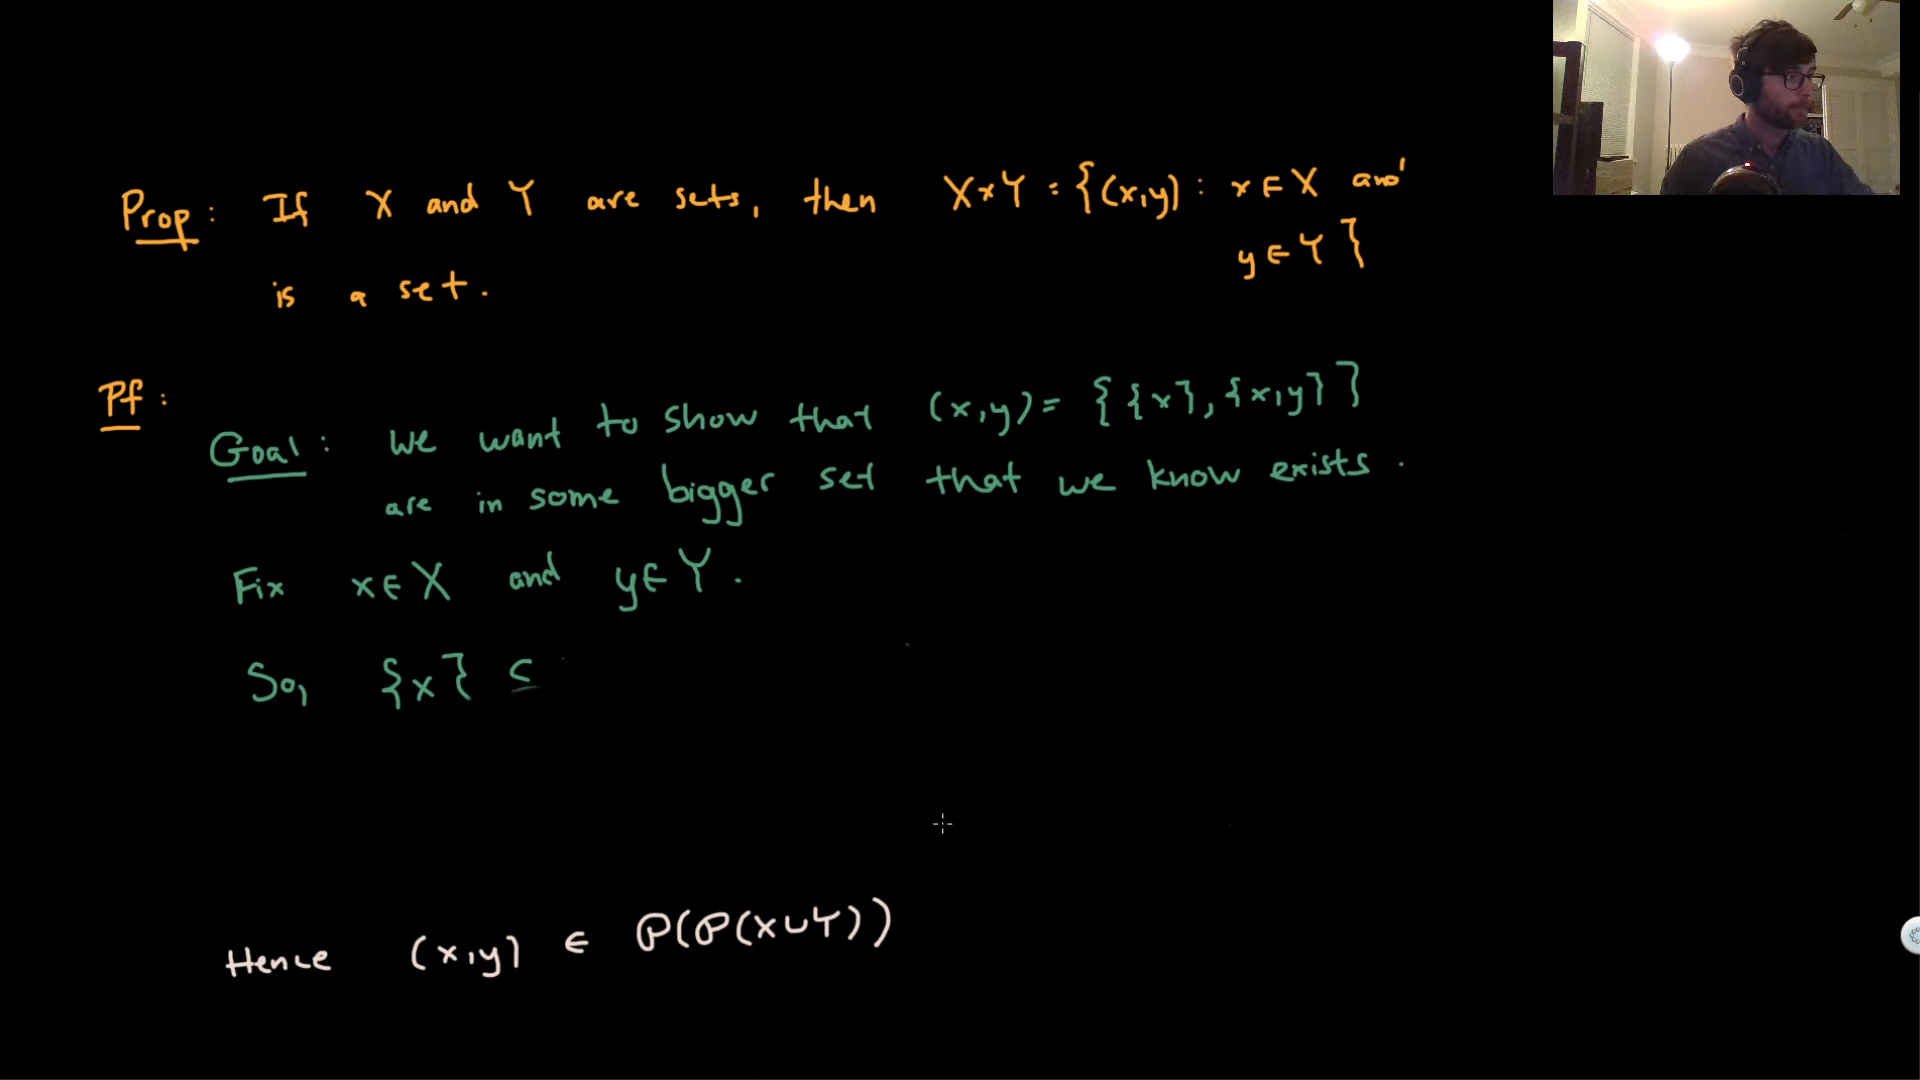 Prop: If X and Y are sets, then X×Y = {(x,y) : x∈X and
y∈Y}
is a set.
Pf:
Goal: we want to show that (x,y) = {{x},{x,y}}
are in some bigger set that we know exists.
Fix x∈X and y∈Y.
So, {x} ⊆
Hence (x,y) ∈ P(P(X∪Y))